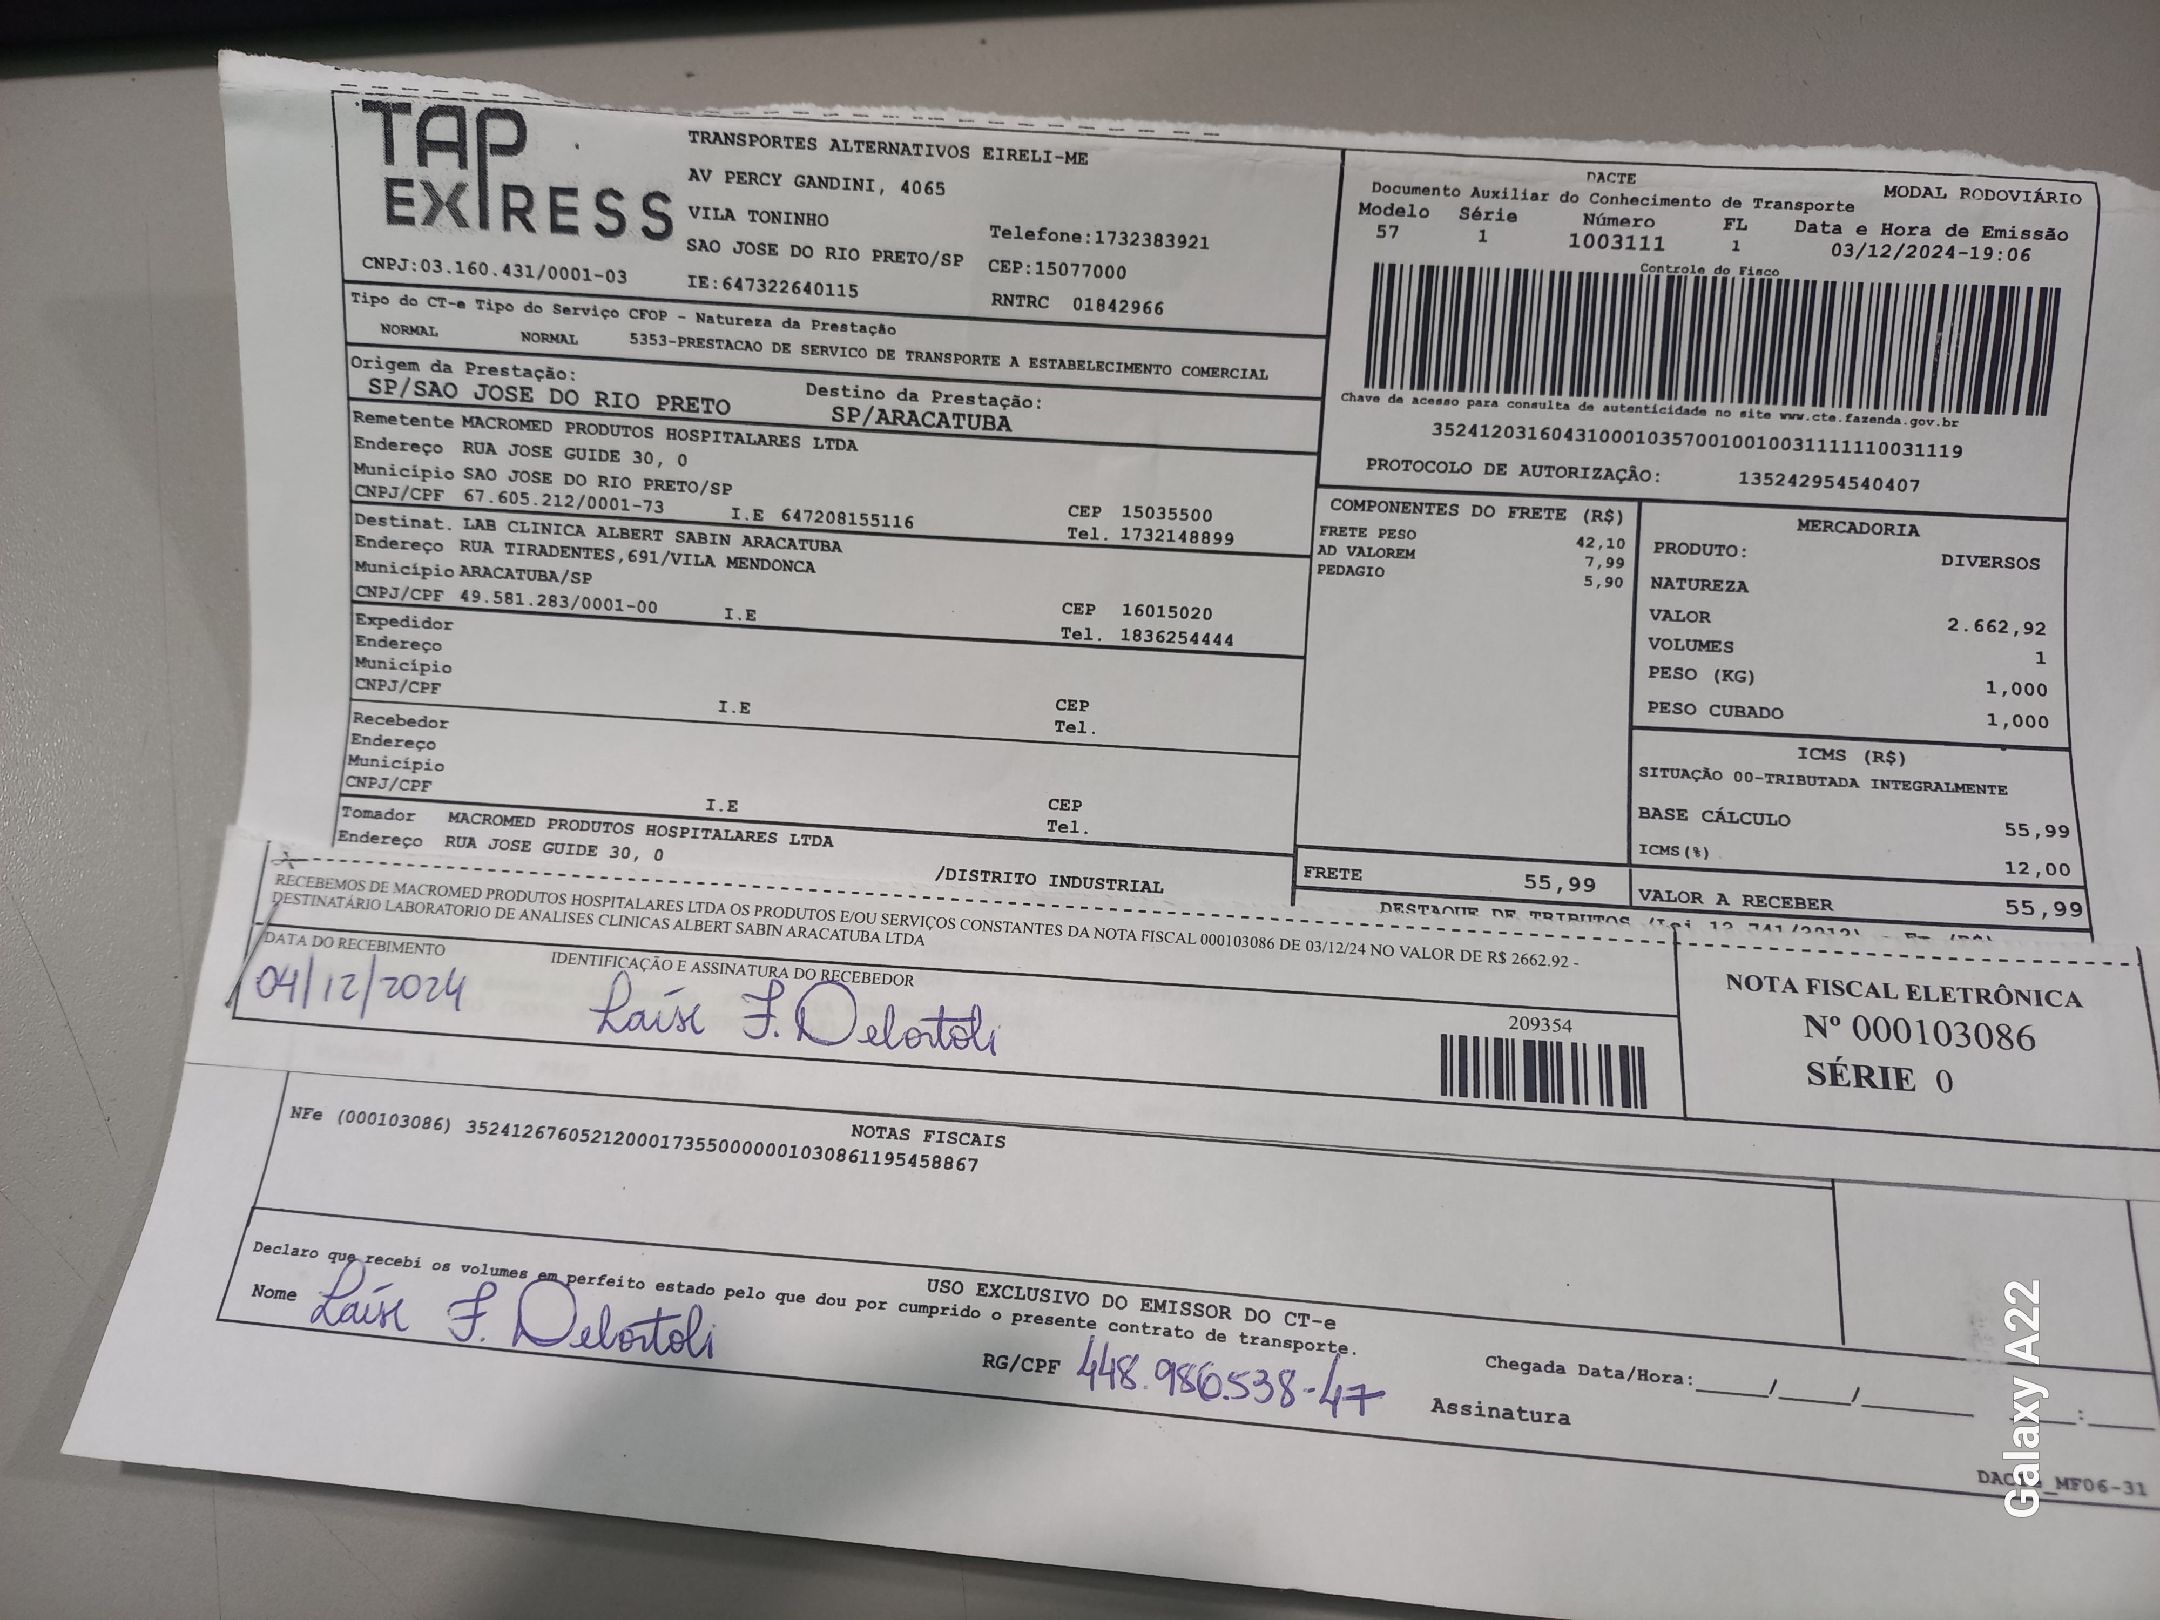 TAP EXPRESS
TRANSPORTES ALTERNATIVOS EIRELI-ME
AV PERCY GANDINI, 4065
VILA TONINHO
SAO JOSE DO RIO PRETO/SP
Telefone:1732383921
CEP:15077000
CNPJ:03.160.431/0001-03
IE:647322640115
RNTRC 01842966
DACTE
MODAL RODOVIÁRIO
Documento Auxiliar do Conhecimento de Transporte
Modelo Série Número FL Data e Hora de Emissão
57 1 1003111 1 03/12/2024-19:06
Controle do Fisco
Chave de acesso para consulta de autenticidade no site www.cte.fazenda.gov.br
35241203160431000103570010010031111110031119
PROTOCOLO DE AUTORIZAÇÃO: 135242954540407
Tipo do CT-e Tipo do Serviço CFOP - Natureza da Prestação
NORMAL NORMAL 5353-PRESTACAO DE SERVICO DE TRANSPORTE A ESTABELECIMENTO COMERCIAL
Origem da Prestação: Destino da Prestação:
SP/SAO JOSE DO RIO PRETO SP/ARACATUBA
Remetente MACROMED PRODUTOS HOSPITALARES LTDA
Endereço RUA JOSE GUIDE 30, 0
Município SAO JOSE DO RIO PRETO/SP CEP 15035500
CNPJ/CPF 67.605.212/0001-73 I.E 647208155116 Tel. 1732148899
Destinat. LAB CLINICA ALBERT SABIN ARACATUBA
Endereço RUA TIRADENTES,691/VILA MENDONCA
Município ARACATUBA/SP CEP 16015020
CNPJ/CPF 49.581.283/0001-00 I.E Tel. 1836254444
Expedidor
Endereço
Município CEP
CNPJ/CPF I.E Tel.
Recebedor
Endereço
Município CEP
CNPJ/CPF I.E Tel.
Tomador MACROMED PRODUTOS HOSPITALARES LTDA
Endereço RUA JOSE GUIDE 30, 0 /DISTRITO INDUSTRIAL
COMPONENTES DO FRETE (R$)
FRETE PESO 42,10
AD VALOREM 7,99
PEDAGIO 5,90
FRETE 55,99
MERCADORIA
PRODUTO: DIVERSOS
NATUREZA
VALOR 2.662,92
VOLUMES 1
PESO (KG) 1,000
PESO CUBADO 1,000
ICMS (R$)
SITUAÇÃO 00-TRIBUTADA INTEGRALMENTE
BASE CÁLCULO 55,99
ICMS(%) 12,00
VALOR A RECEBER 55,99
DESTAQUE DE TRIBUTOS (Lei 12.741/2012)
RECEBEMOS DE MACROMED PRODUTOS HOSPITALARES LTDA OS PRODUTOS E/OU SERVIÇOS CONSTANTES DA NOTA FISCAL 000103086 DE 03/12/24 NO VALOR DE R$ 2662.92 -
DESTINATÁRIO LABORATORIO DE ANALISES CLINICAS ALBERT SABIN ARACATUBA LTDA
DATA DO RECEBIMENTO IDENTIFICAÇÃO E ASSINATURA DO RECEBEDOR
04/12/2024 Laíse F. Delortoli
209354
NOTA FISCAL ELETRÔNICA
Nº 000103086
SÉRIE 0
NOTAS FISCAIS
NFe (000103086) 35241267605212000173550000001030861195458867
USO EXCLUSIVO DO EMISSOR DO CT-e
Declaro que recebi os volumes em perfeito estado pelo que dou por cumprido o presente contrato de transporte.
Nome Laíse F. Delortoli RG/CPF 448.986.538-47
Chegada Data/Hora:____/____/______ ____:____
Assinatura
MF06-31
Galaxy A22